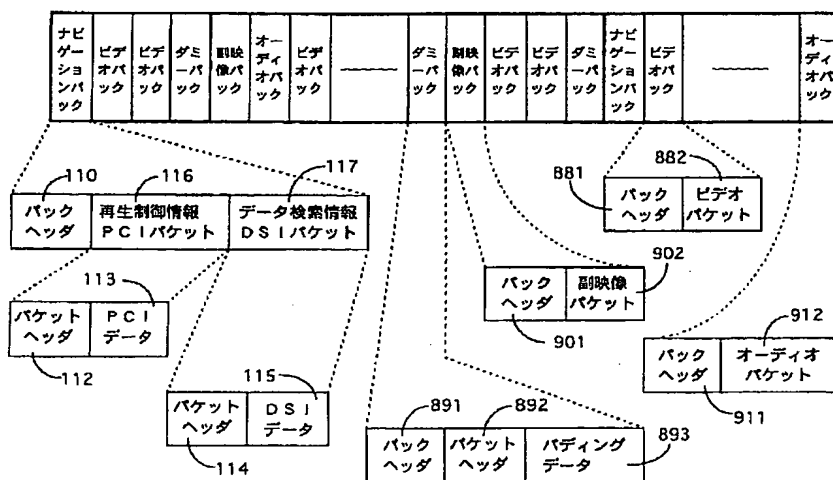 ナビゲーションパック
ビデオパック
ビデオパック
ダミーパック
副映像パック
オーディオパック
ビデオパック
ダミーパック
副映像パック
ビデオパック
ビデオパック
ダミーパック
ナビゲーションパック
ビデオパック
オーディオパック
110
116
117
881
882
パック
ヘッダ
再生制御情報
PCIパケット
データ検索情報
DSIパケット
パック
ヘッダ
ビデオ
パケット
113
902
パケット
ヘッダ
PCI
データ
パック
ヘッダ
副映像
パケット
112
901
912
115
パック
ヘッダ
オーディオ
パケット
パケット
ヘッダ
DSI
データ
891
892
911
114
893
パック
ヘッダ
パケット
ヘッダ
パディング
データ